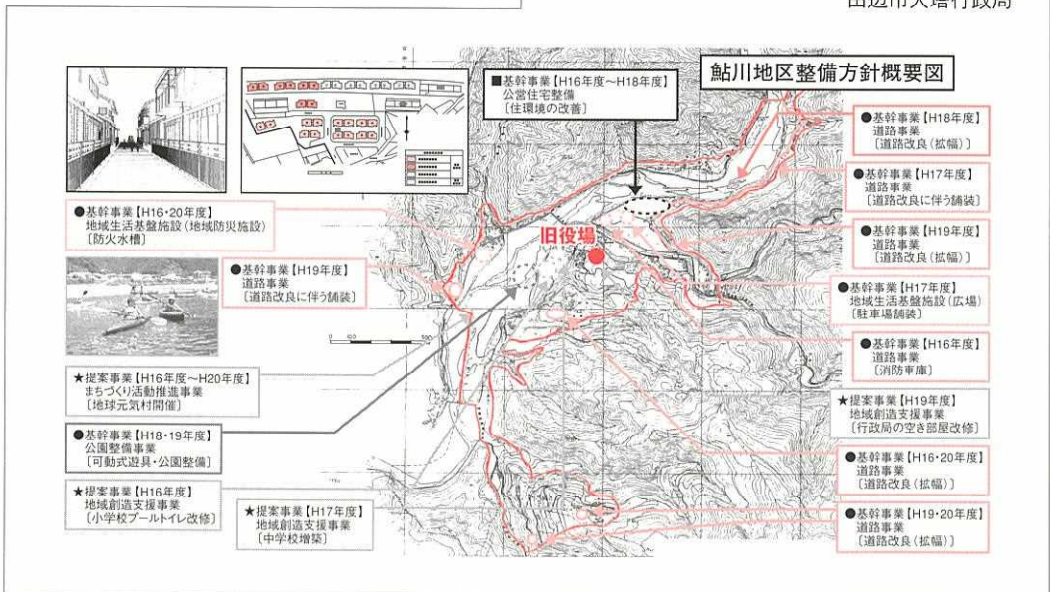 田辺市大塔行政局
鮎川地区整備方針概要図
■基幹事業【H16年度～H18年度】
公営住宅整備
［住環境の改善］
●基幹事業【H18年度】
道路事業
〔道路改良（拡幅）〕
●基幹事業【H17年度】
道路事業
〔道路改良に伴う舗装〕
●基幹事業【H16・20年度】
地域生活基盤施設（地域防災施設）
〔防火水槽〕
旧役場
●基幹事業【H19年度】
道路事業
〔道路改良（拡幅）〕
●基幹事業【H19年度】
道路事業
〔道路改良に伴う舗装〕
●基幹事業【H17年度】
地域生活基盤施設（広場）
〔駐車場舗装〕
●基幹事業【H16年度】
道路事業
〔消防車庫〕
★提案事業【H16年度～H20年度】
まちづくり活動推進事業
〔地球元気村開催〕
★提案事業【H19年度】
地域創造支援事業
〔行政局の空き部屋改修〕
●基幹事業【H18・19年度】
公園整備事業
〔可動式遊具・公園整備〕
●基幹事業【H16・20年度】
道路事業
〔道路改良（拡幅）〕
★提案事業【H16年度】
地域創造支援事業
〔小学校プールトイレ改修〕
★提案事業【H17年度】
地域創造支援事業
〔中学校増築〕
●基幹事業【H19・20年度】
道路事業
〔道路改良（拡幅）〕